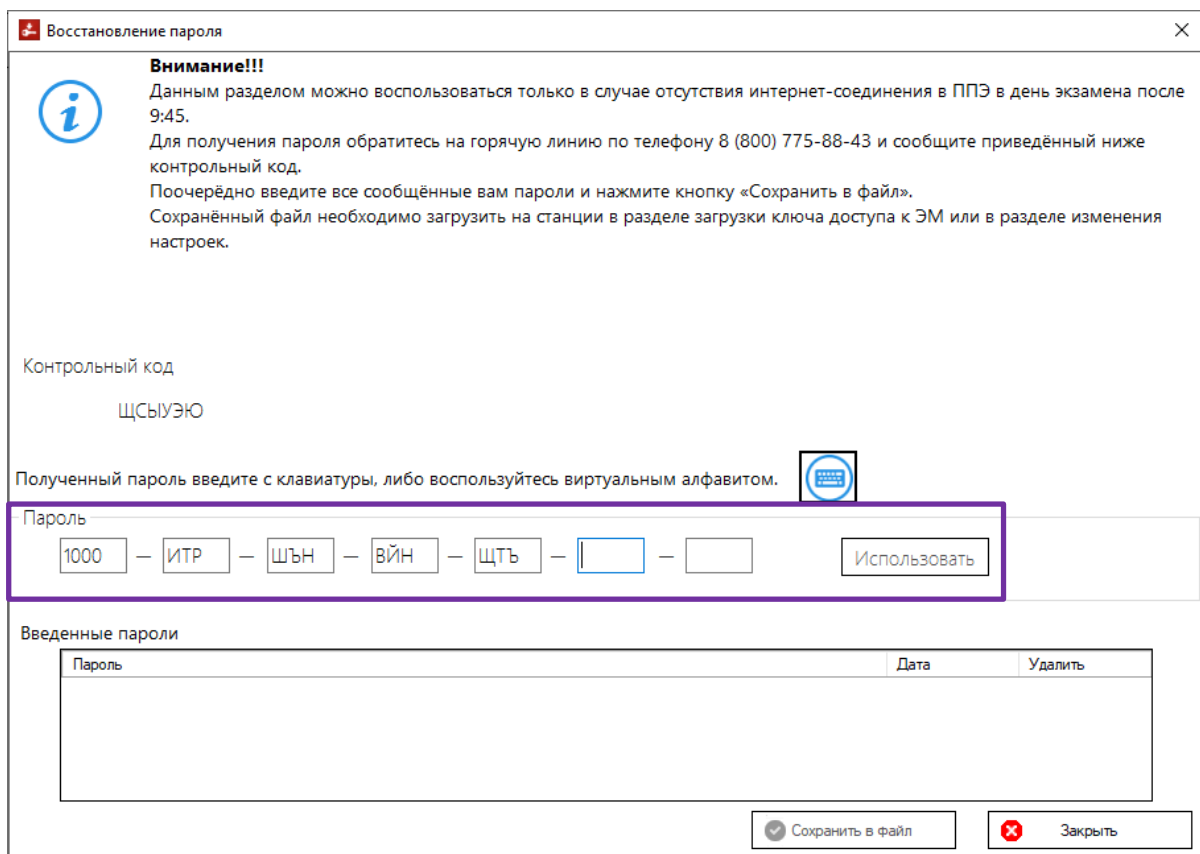 Восстановление пароля
Внимание!!!
Данным разделом можно воспользоваться только в случае отсутствия интернет-соединения в ППЭ в день экзамена после
9:45.
Для получения пароля обратитесь на горячую линию по телефону 8 (800) 775-88-43 и сообщите приведённый ниже
контрольный код.
Поочерёдно введите все сообщённые вам пароли и нажмите кнопку «Сохранить в файл».
Сохранённый файл необходимо загрузить на станции в разделе загрузки ключа доступа к ЭМ или в разделе изменения
настроек.
Контрольный код
ЩСЫУЭЮ
Полученный пароль введите с клавиатуры, либо воспользуйтесь виртуальным алфавитом.
Пароль
1000 — ИТР — ШЪН — ВЙН — ЩТЪ — —  Использовать
Введенные пароли
Пароль Дата Удалить
Сохранить в файл Закрыть